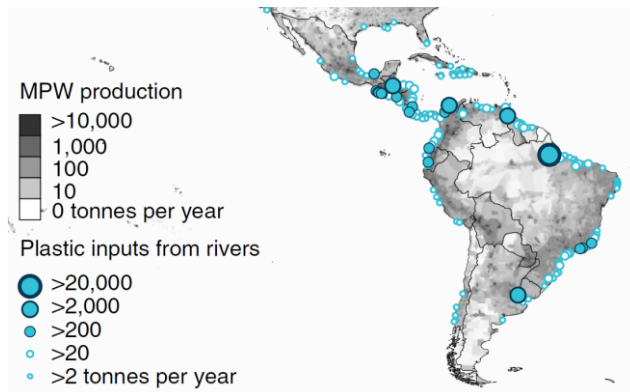 MPW production
>10,000
1,000
100
10
0 tonnes per year
Plastic inputs from rivers
>20,000
>2,000
>200
>20
>2 tonnes per year